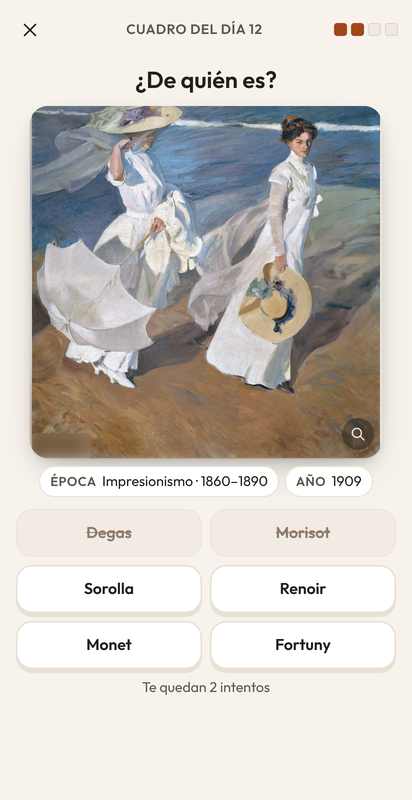 CUADRO DEL DÍA 12
¿De quién es?
ÉPOCA Impresionismo · 1860–1890 AÑO 1909
Degas Morisot
Sorolla Renoir
Monet Fortuny
Te quedan 2 intentos